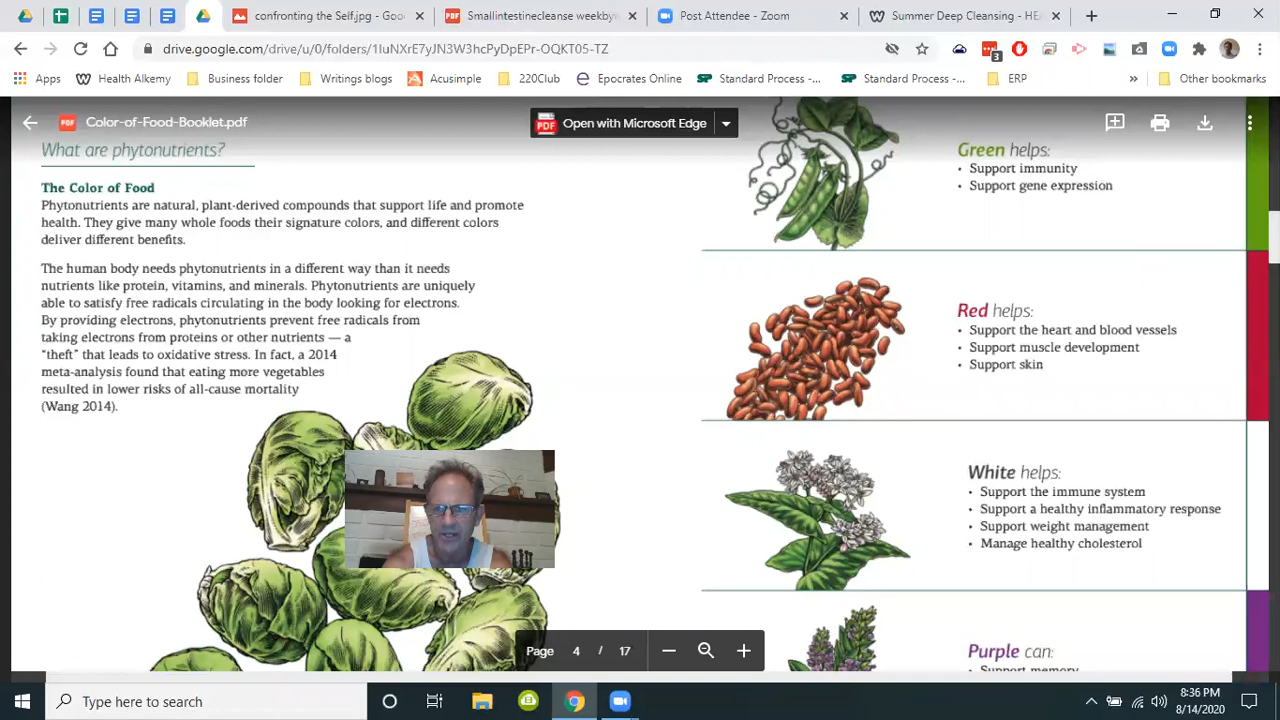 confronting the Self.jpg - Goo
Smallintestinecleanse weekbyw
Post Attendee - Zoom
Summer Deep Cleansing - HEA
drive.google.com/drive/u/0/folders/1luNXrE7yJN3W3hcPyDpEPr-OQKT05-TZ
3
Apps
Health Alkemy
Business folder
Writings blogs
Acusimple
220Club
Epocrates Online
Standard Process -...
Standard Process -...
ERP
Other bookmarks
PDF
Color-of-Food-Booklet.pdf
PDF
Open with Microsoft Edge
What are phytonutrients?
The Color of Food
Phytonutrients are natural, plant-derived compounds that support life and promote
health. They give many whole foods their signature colors, and different colors
deliver different benefits.
The human body needs phytonutrients in a different way than it needs
nutrients like protein, vitamins, and minerals. Phytonutrients are uniquely
able to satisfy free radicals circulating in the body looking for electrons.
By providing electrons, phytonutrients prevent free radicals from
taking electrons from proteins or other nutrients — a
“theft” that leads to oxidative stress. In fact, a 2014
meta-analysis found that eating more vegetables
resulted in lower risks of all-cause mortality
(Wang 2014).
Green helps:
• Support immunity
• Support gene expression
Red helps:
• Support the heart and blood vessels
• Support muscle development
• Support skin
White helps:
• Support the immune system
• Support a healthy inflammatory response
• Support weight management
• Manage healthy cholesterol
Purple can:
• Support memory
Page 4 / 17
Type here to search
8:36 PM
8/14/2020